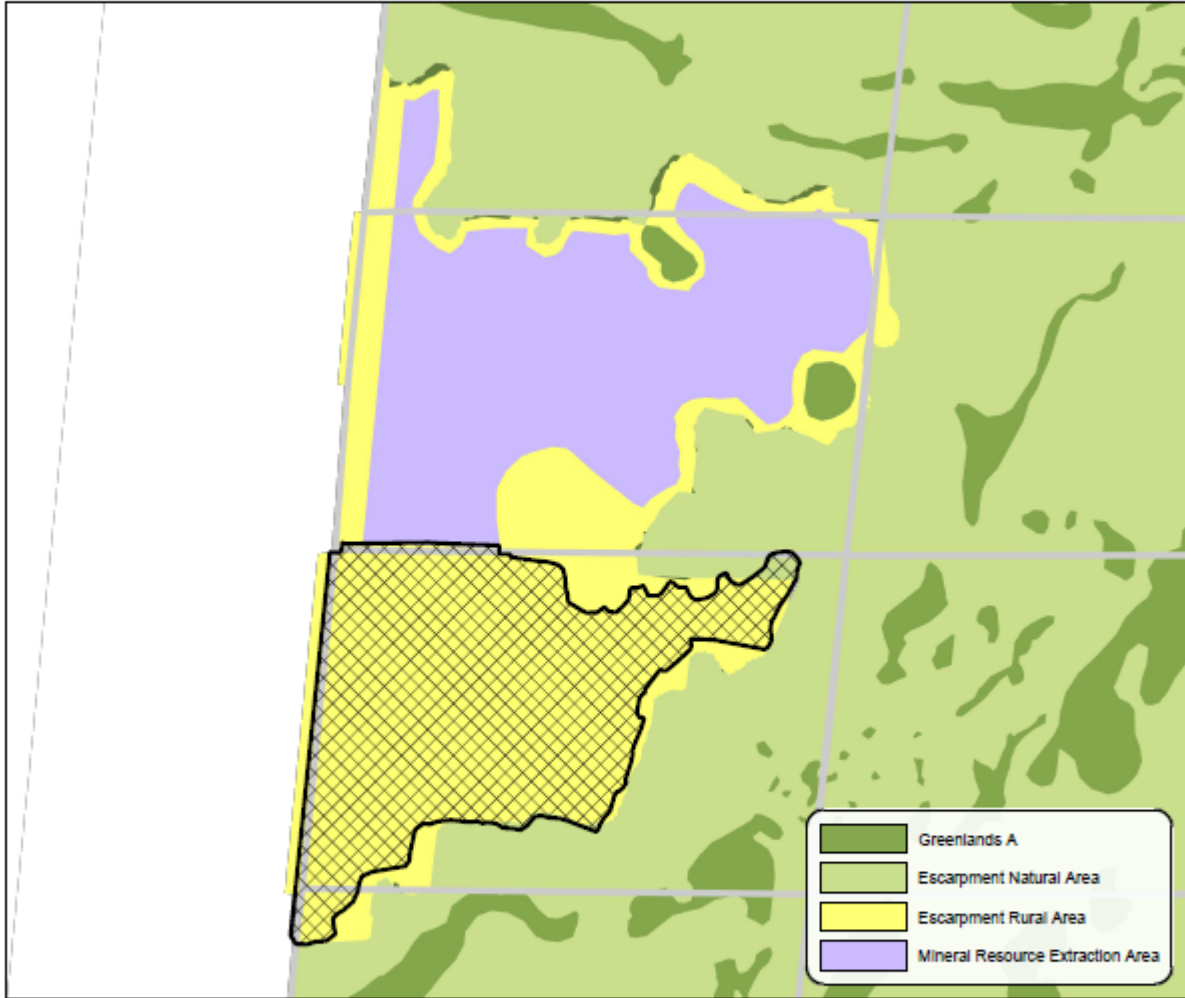 Greenlands A
Escarpment Natural Area
Escarpment Rural Area
Mineral Resource Extraction Area